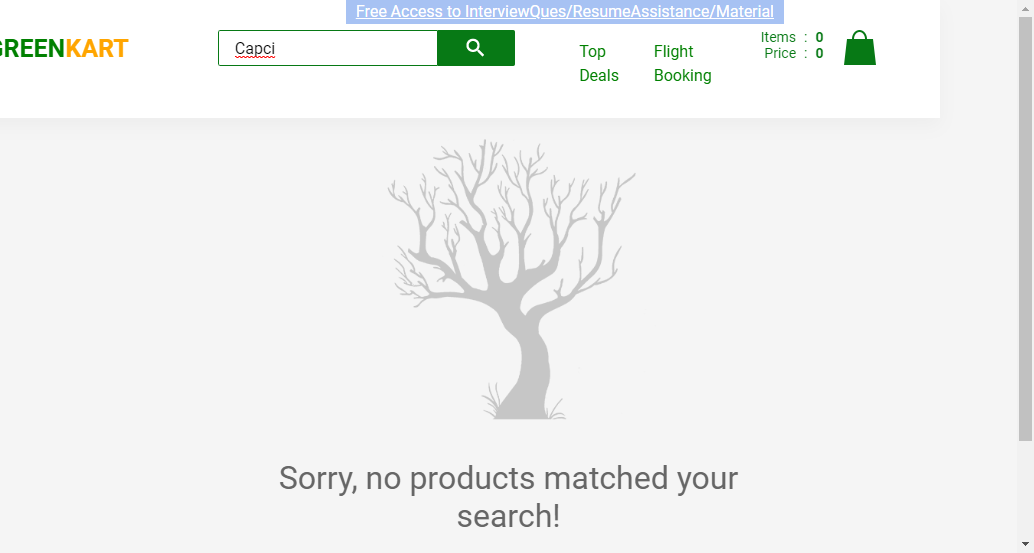 Free Access to InterviewQues/ResumeAssistance/Material
GREENKART
Capci
Top
Deals
Flight
Booking
Items : 0
Price : 0
Sorry, no products matched your
search!